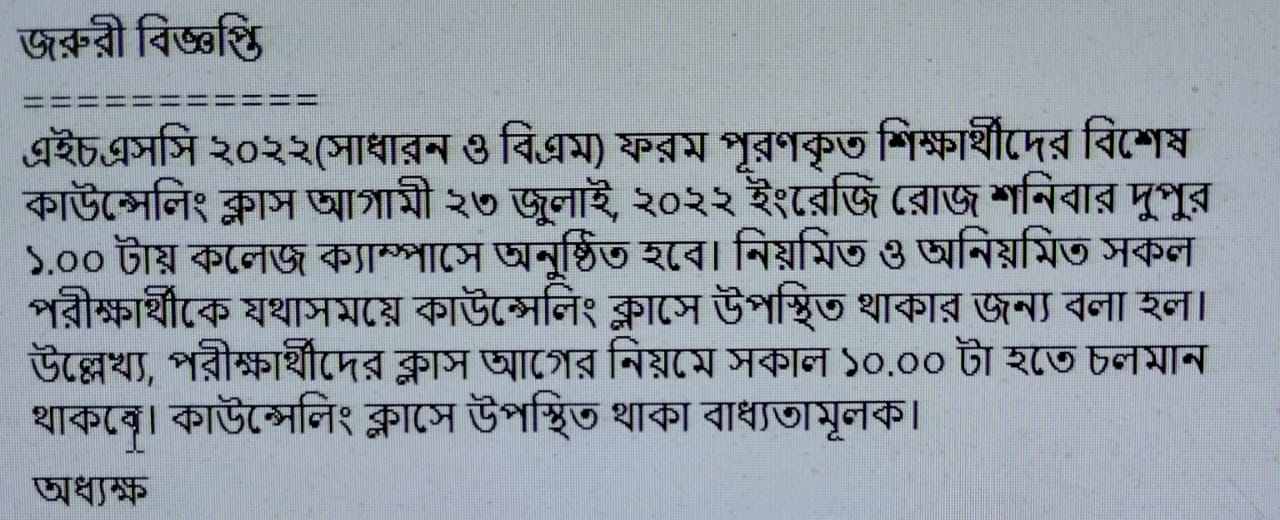 জরুরী বিজ্ঞপ্তি
===========
এইচএসসি ২০২২(সাধারন ও বিএম) ফরম পূরণকৃত শিক্ষার্থীদের বিশেষ
কাউন্সেলিং ক্লাস আগামী ২৩ জুলাই, ২০২২ ইংরেজি রোজ শনিবার দুপুর
১.০০ টায় কলেজ ক্যাম্পাসে অনুষ্ঠিত হবে। নিয়মিত ও অনিয়মিত সকল
পরীক্ষার্থীকে যথাসময়ে কাউন্সেলিং ক্লাসে উপস্থিত থাকার জন্য বলা হল।
উল্লেখ্য, পরীক্ষার্থীদের ক্লাস আগের নিয়মে সকাল ১০.০০ টা হতে চলমান
থাকবে। কাউন্সেলিং ক্লাসে উপস্থিত থাকা বাধ্যতামূলক।
অধ্যক্ষ